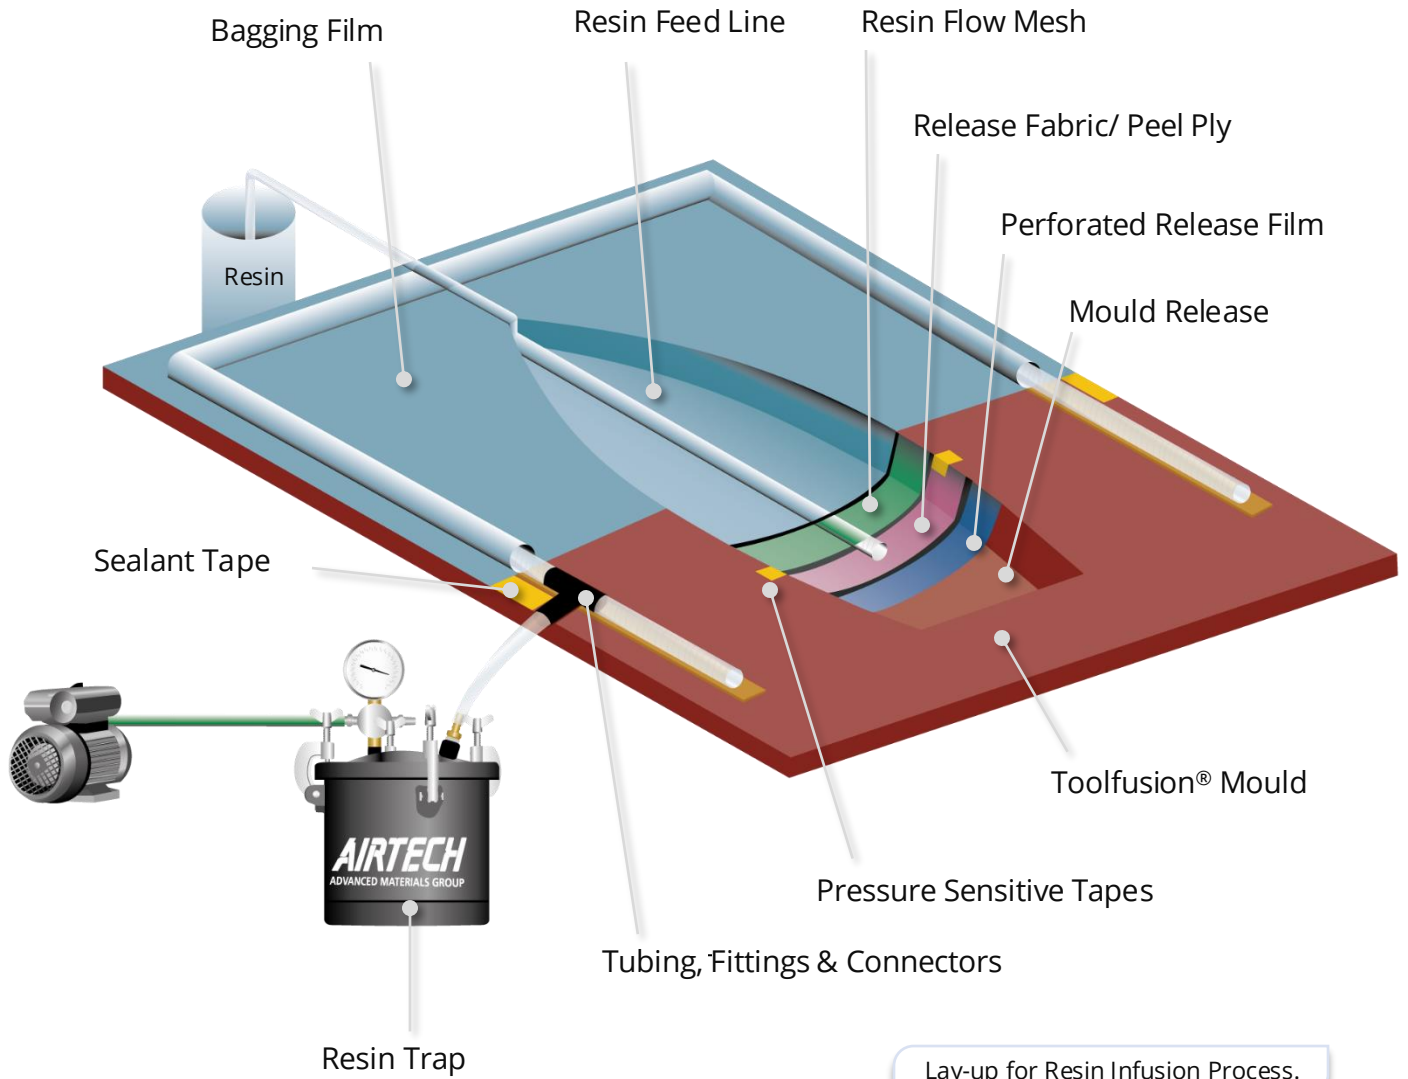 Bagging Film
Resin Feed Line
Resin Flow Mesh
Release Fabric/ Peel Ply
Perforated Release Film
Mould Release
Resin
Sealant Tape
Toolfusion® Mould
AIRTECH
ADVANCED MATERIALS GROUP
Pressure Sensitive Tapes
Tubing, Fittings & Connectors
Resin Trap
Lay-up for Resin Infusion Process.